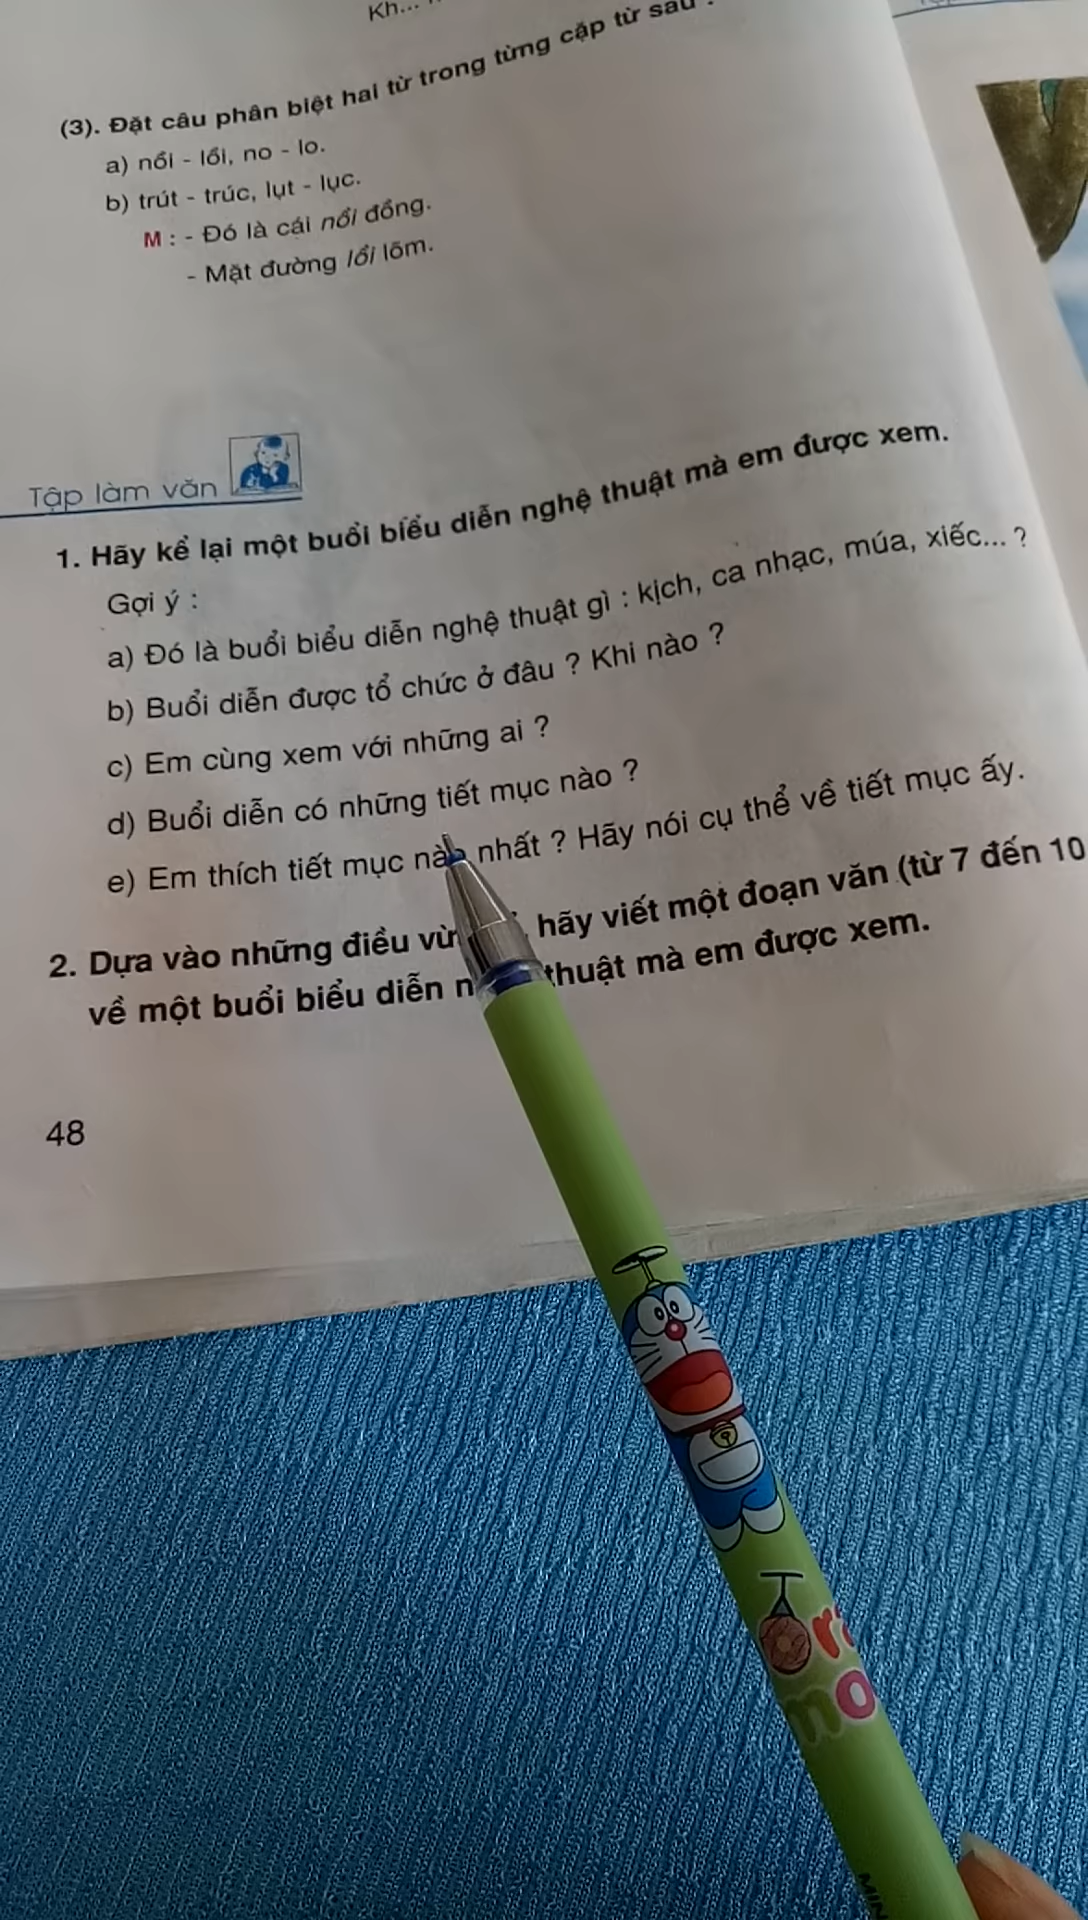 (3). Đặt câu phân biệt hai từ trong từng cặp từ sau :
a) nồi - lồi, no - lo.
b) trút - trúc, lụt - lục.
M : - Đó là cái nồi đồng.
- Mặt đường lồi lõm.
Tập làm văn
1. Hãy kể lại một buổi biểu diễn nghệ thuật mà em được xem.
Gợi ý :
a) Đó là buổi biểu diễn nghệ thuật gì : kịch, ca nhạc, múa, xiếc... ?
b) Buổi diễn được tổ chức ở đâu ? Khi nào ?
c) Em cùng xem với những ai ?
d) Buổi diễn có những tiết mục nào ?
e) Em thích tiết mục nào nhất ? Hãy nói cụ thể về tiết mục ấy.
2. Dựa vào những điều vừ hãy viết một đoạn văn (từ 7 đến 10
về một buổi biểu diễn n thuật mà em được xem.
48